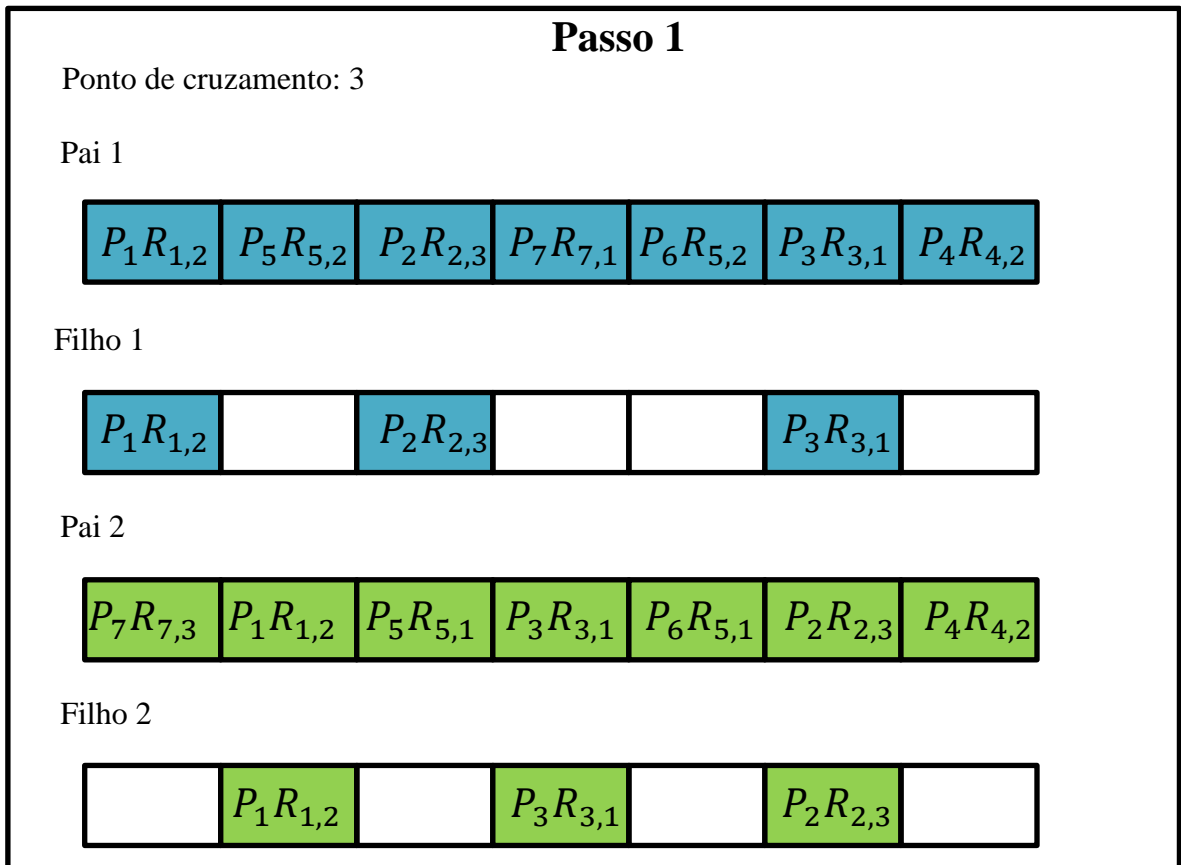 Passo 1
Ponto de cruzamento: 3
Pai 1
P₁R₁,₂ P₅R₅,₂ P₂R₂,₃ P₇R₇,₁ P₆R₅,₂ P₃R₃,₁ P₄R₄,₂
Filho 1
P₁R₁,₂ P₂R₂,₃ P₃R₃,₁
Pai 2
P₇R₇,₃ P₁R₁,₂ P₅R₅,₁ P₃R₃,₁ P₆R₅,₁ P₂R₂,₃ P₄R₄,₂
Filho 2
P₁R₁,₂ P₃R₃,₁ P₂R₂,₃